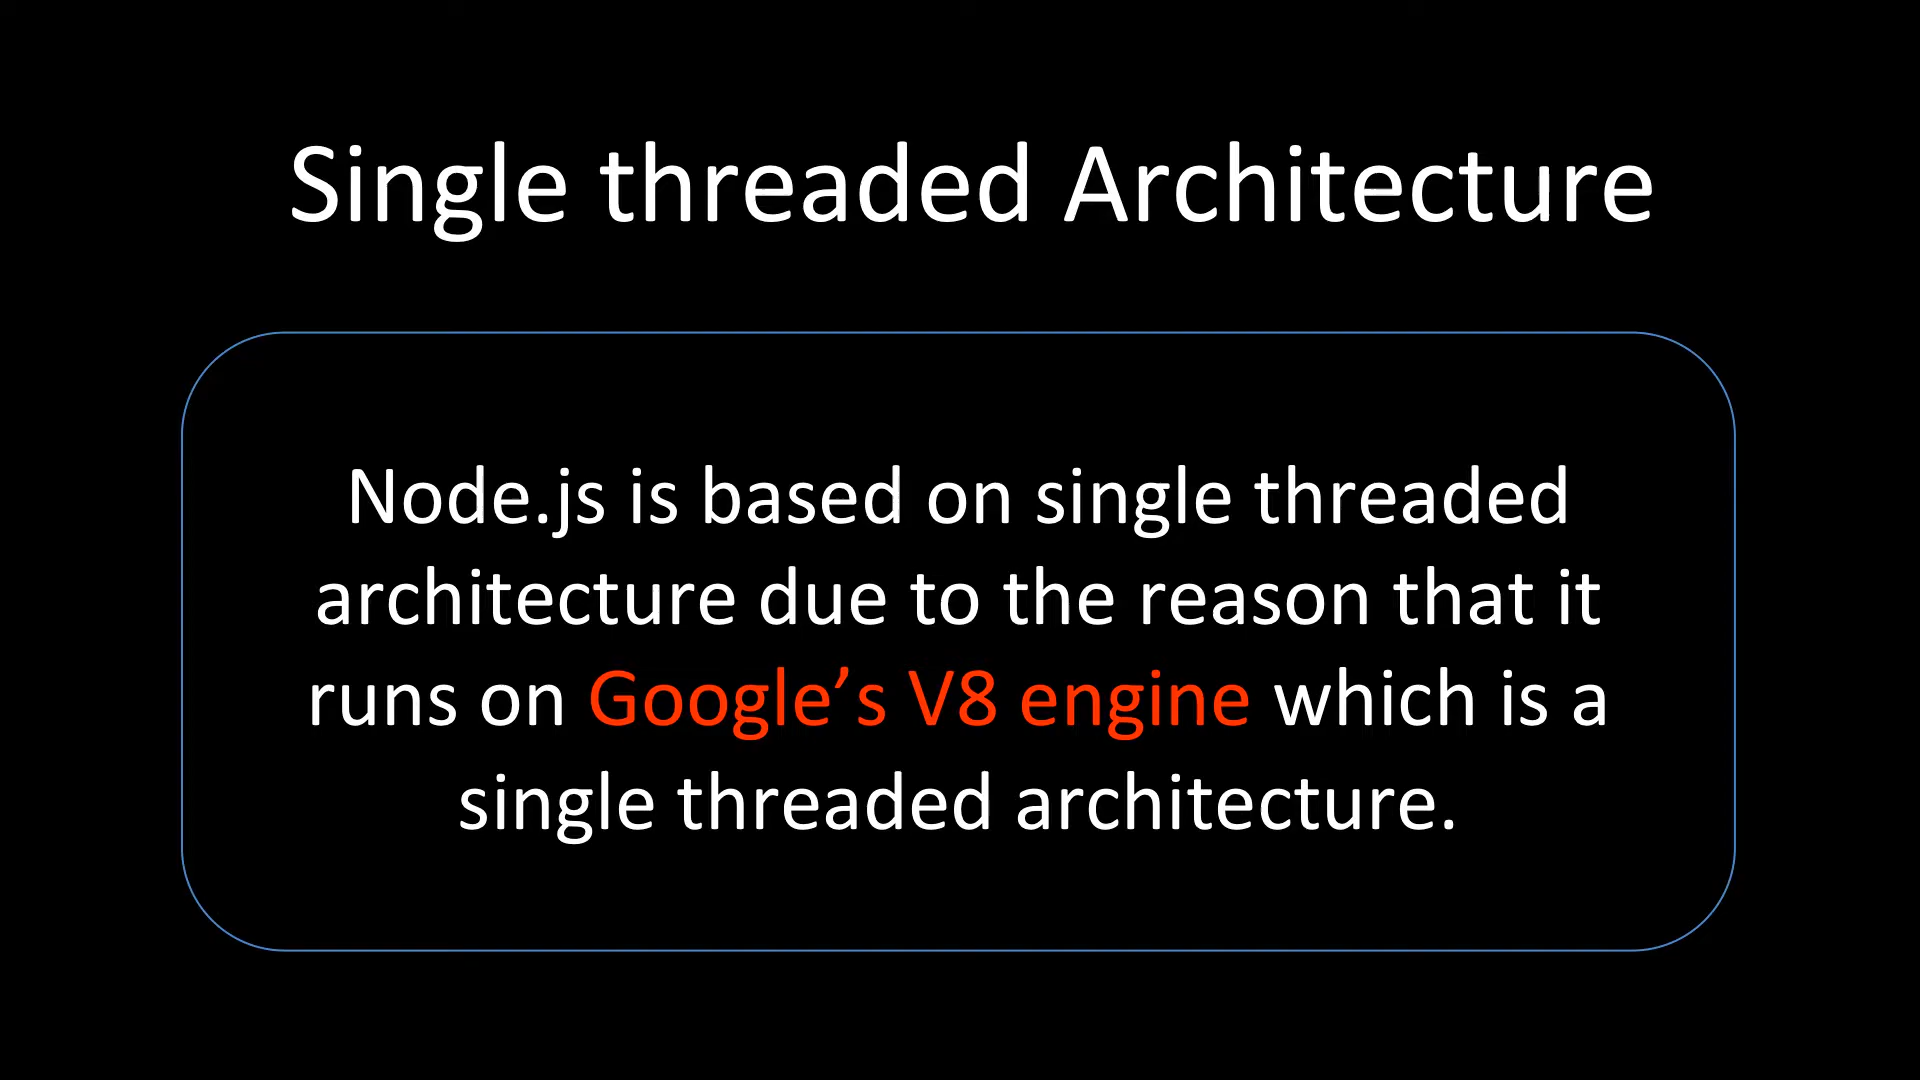 Single threaded Architecture
Node.js is based on single threaded
architecture due to the reason that it
runs on Google’s V8 engine which is a
single threaded architecture.